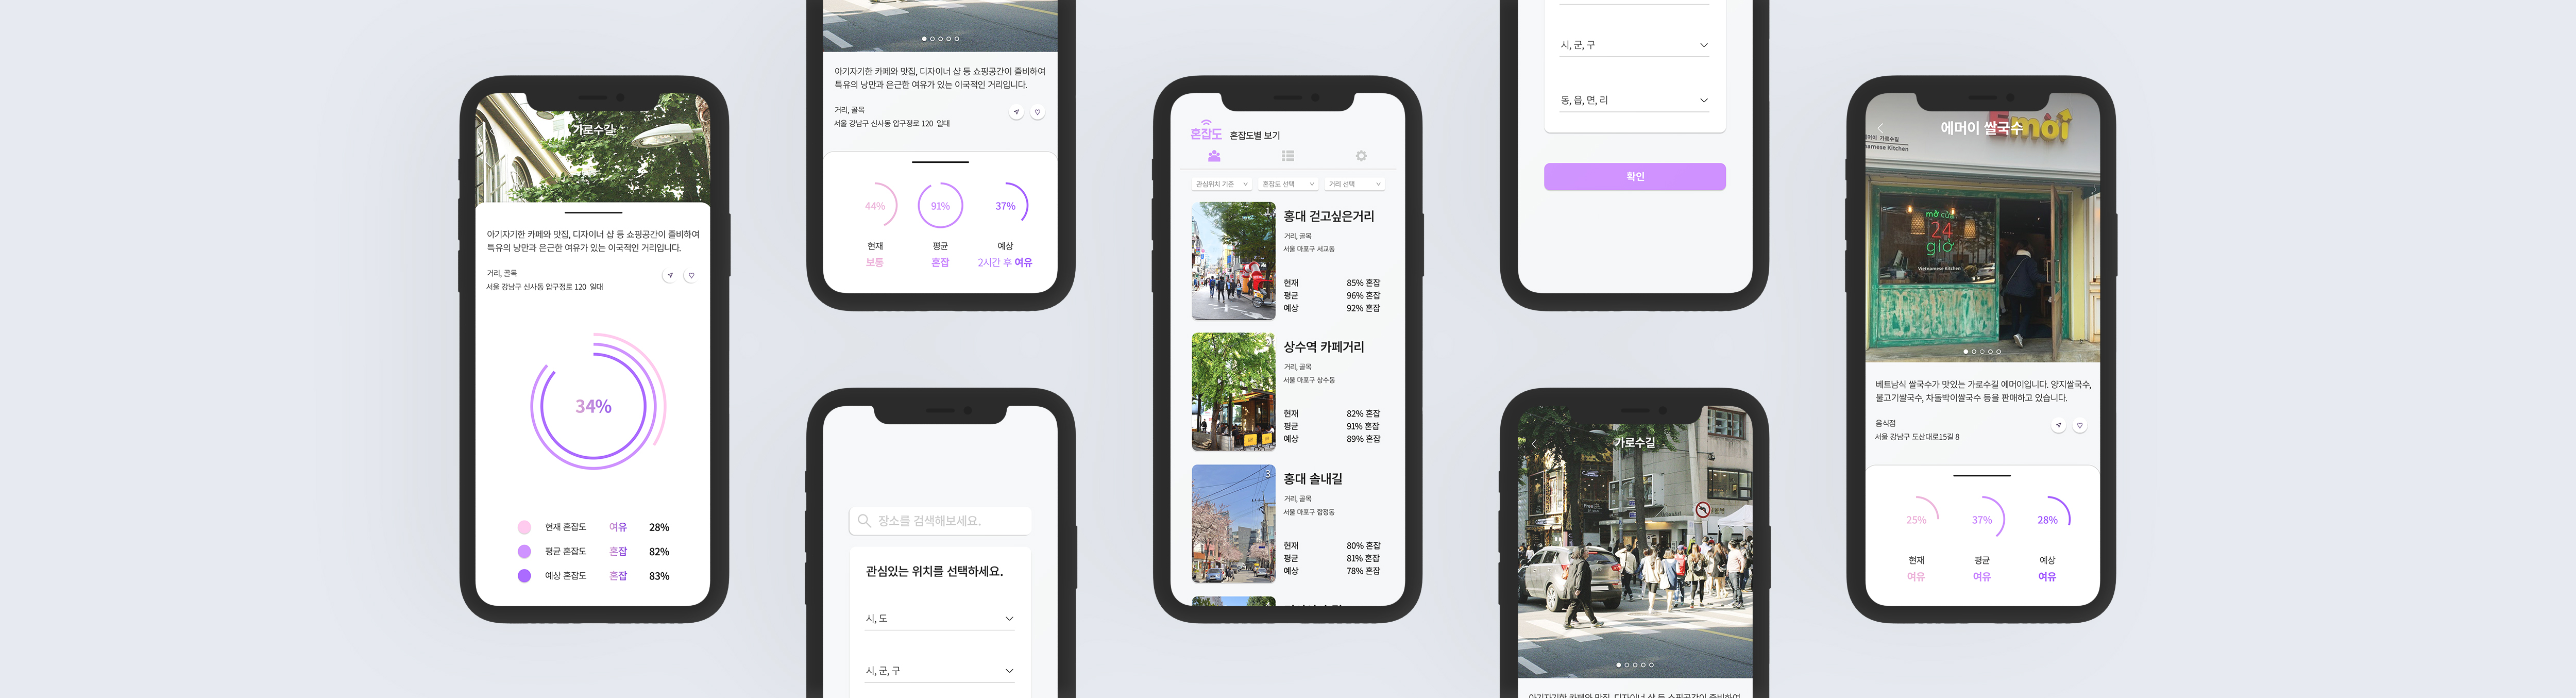 가로수길
아기자기한 카페와 맛집, 디자이너 샵 등 쇼핑공간이 즐비하여
특유의 낭만과 은근한 여유가 있는 이국적인 거리입니다.
거리, 골목
서울 강남구 신사동 압구정로 120 일대
34%
현재 혼잡도 여유 28%
평균 혼잡도 혼잡 82%
예상 혼잡도 혼잡 83%
아기자기한 카페와 맛집, 디자이너 샵 등 쇼핑공간이 즐비하여
특유의 낭만과 은근한 여유가 있는 이국적인 거리입니다.
거리, 골목
서울 강남구 신사동 압구정로 120 일대
44% 91% 37%
현재 평균 예상
보통 혼잡 2시간 후 여유
장소를 검색해보세요.
관심있는 위치를 선택하세요.
시, 도
시, 군, 구
혼잡도 혼잡도별 보기
관심위치 기준 혼잡도 선택 거리 선택
홍대 걷고싶은거리
거리, 골목
서울 마포구 서교동
현재 85% 혼잡
평균 96% 혼잡
예상 92% 혼잡
상수역 카페거리
거리, 골목
서울 마포구 상수동
현재 82% 혼잡
평균 91% 혼잡
예상 89% 혼잡
3
홍대 솔내길
거리, 골목
서울 마포구 합정동
현재 80% 혼잡
평균 81% 혼잡
예상 78% 혼잡
시, 군, 구
동, 읍, 면, 리
확인
가로수길
아기자기한 카페와 맛집, 디자이너 샵 등 쇼핑공간이 즐비하여
에머이 쌀국수
Emoi
에머이 가로수길
namese Kitchen
mở cửa
24
giờ
Vietnamese Kitchen
베트남식 쌀국수가 맛있는 가로수길 에머이입니다. 양지쌀국수,
불고기쌀국수, 차돌박이쌀국수 등을 판매하고 있습니다.
음식점
서울 강남구 도산대로15길 8
25% 37% 28%
현재 평균 예상
여유 여유 여유